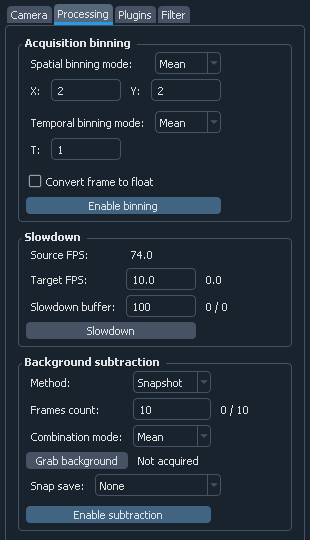 Camera Processing Plugins Filter
Acquisition binning
Spatial binning mode: Mean
X: 2 Y: 2
Temporal binning mode: Mean
T: 1
Convert frame to float
Enable binning
Slowdown
Source FPS: 74.0
Target FPS: 10.0 0.0
Slowdown buffer: 100 0 / 0
Slowdown
Background subtraction
Method: Snapshot
Frames count: 10 0 / 10
Combination mode: Mean
Grab background Not acquired
Snap save: None
Enable subtraction